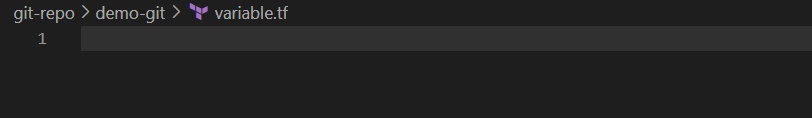 git-repo > demo-git > variable.tf
1